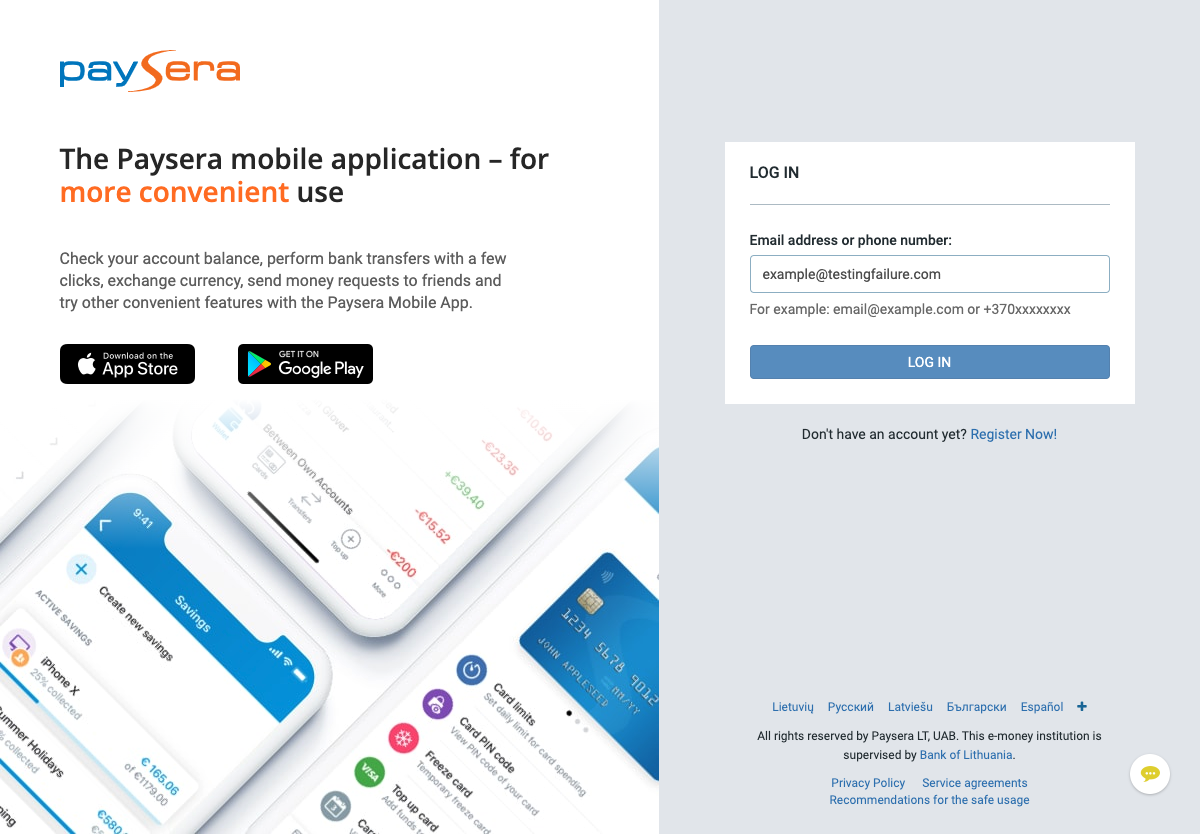 paysera
The Paysera mobile application – for
more convenient use
Check your account balance, perform bank transfers with a few
clicks, exchange currency, send money requests to friends and
try other convenient features with the Paysera Mobile App.
Download on the
App Store
GET IT ON
Google Play
Glover
Between Own Accounts
-€10.50
-€23.35
+€39.40
-€15.52
-€200
Cards
Transfers
Top up
More
9:41
Savings
Create new savings
ACTIVE SAVINGS
iPhone X
25% collected
€ 165.06
of €1179.00
ummer Holidays
collected
€580
1234 5678 9012
JOHN APPLESEED
MM/YY
Card limits
Set daily limit for card spending
Card PIN code
View PIN code of your card
Freeze card
Temporary freeze card
VISA
Top up card
Add funds to
LOG IN
Email address or phone number:
example@testingfailure.com
For example: email@example.com or +370xxxxxxxx
LOG IN
Don't have an account yet? Register Now!
Lietuvių Русский Latviešu Български Español
All rights reserved by Paysera LT, UAB. This e-money institution is
supervised by Bank of Lithuania.
Privacy Policy Service agreements
Recommendations for the safe usage